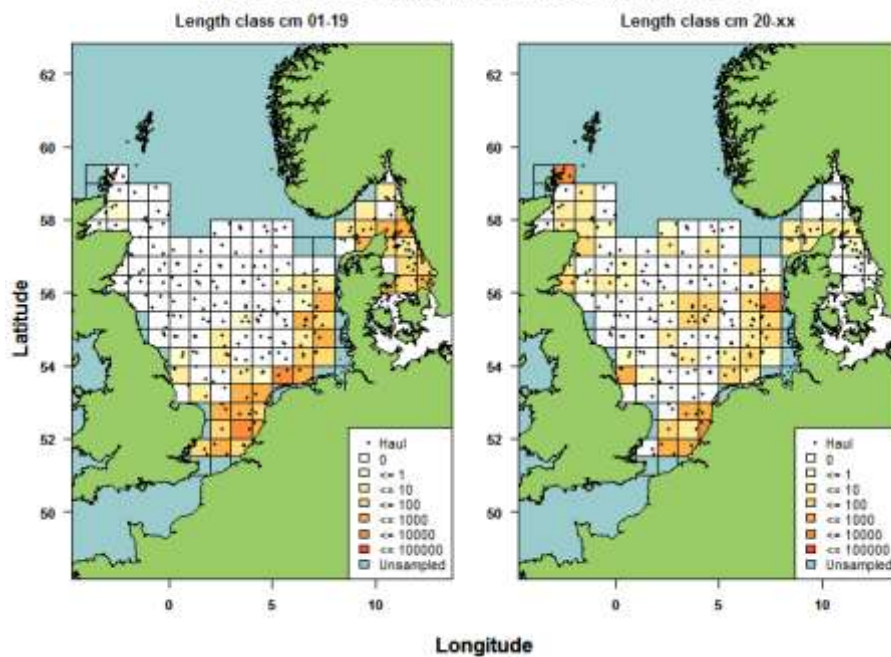 Length class cm 01-19
Length class cm 20-xx
Latitude
62
60
58
56
54
52
50
Haul
0
<= 1
<= 10
<= 100
<= 1000
<= 10000
<= 100000
Unsampled
0 5 10
62
60
58
56
54
52
50
Haul
0
<= 1
<= 10
<= 100
<= 1000
<= 10000
<= 100000
Unsampled
0 5 10
Longitude